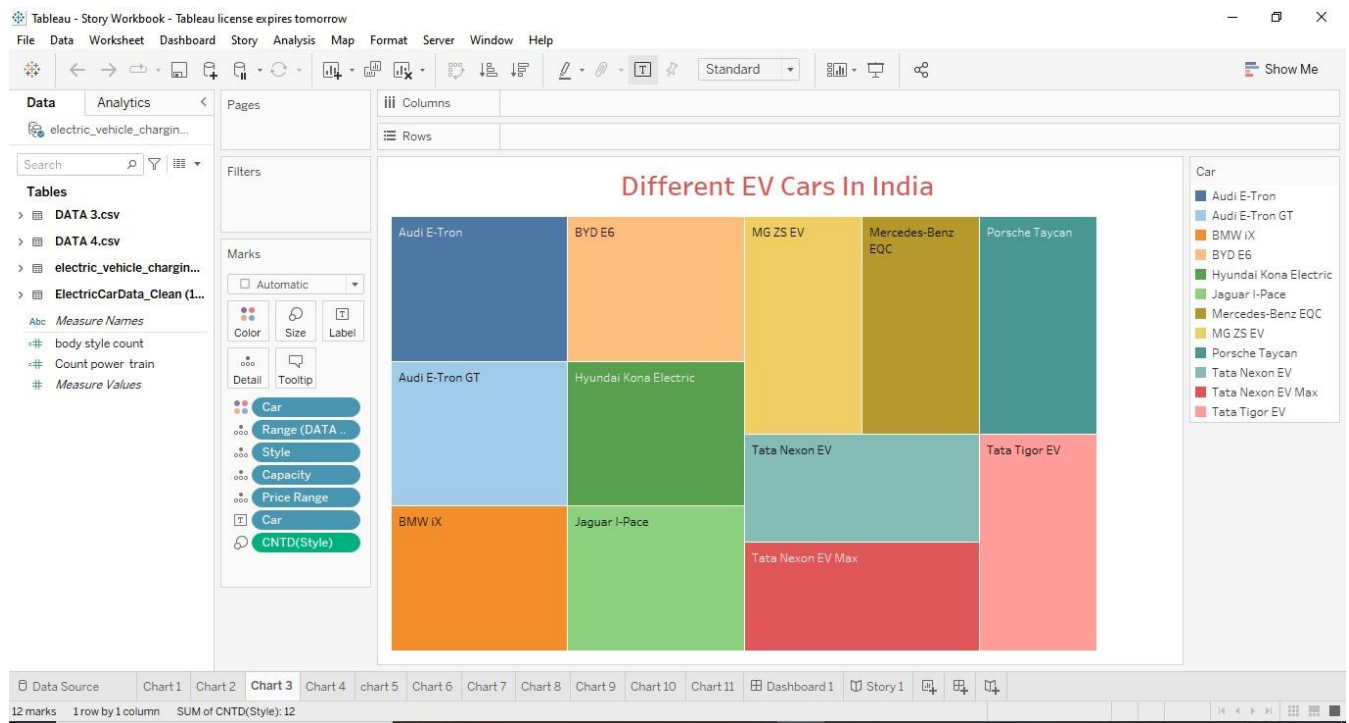 Tableau - Story Workbook - Tableau license expires tomorrow
File Data Worksheet Dashboard Story Analysis Map Format Server Window Help
Standard
Show Me
Data Analytics
electric_vehicle_chargin...
Search
Tables
DATA 3.csv
DATA 4.csv
electric_vehicle_chargin...
ElectricCarData_Clean (1...
Abc Measure Names
body style count
Count power train
Measure Values
Pages
Filters
Marks
Automatic
Color Size Label
Detail Tooltip
Car
Range (DATA ..
Style
Capacity
Price Range
Car
CNTD(Style)
Columns
Rows
Different EV Cars In India
Audi E-Tron
Audi E-Tron GT
BMW iX
BYD E6
Hyundai Kona Electric
Jaguar I-Pace
MG ZS EV
Mercedes-Benz
EQC
Porsche Taycan
Tata Nexon EV
Tata Nexon EV Max
Tata Tigor EV
Car
Audi E-Tron
Audi E-Tron GT
BMW iX
BYD E6
Hyundai Kona Electric
Jaguar I-Pace
Mercedes-Benz EQC
MG ZS EV
Porsche Taycan
Tata Nexon EV
Tata Nexon EV Max
Tata Tigor EV
Data Source Chart 1 Chart 2 Chart 3 Chart 4 chart 5 Chart 6 Chart 7 Chart 8 Chart 9 Chart 10 Chart 11 Dashboard 1 Story 1
12 marks 1 row by 1 column SUM of CNTD(Style): 12